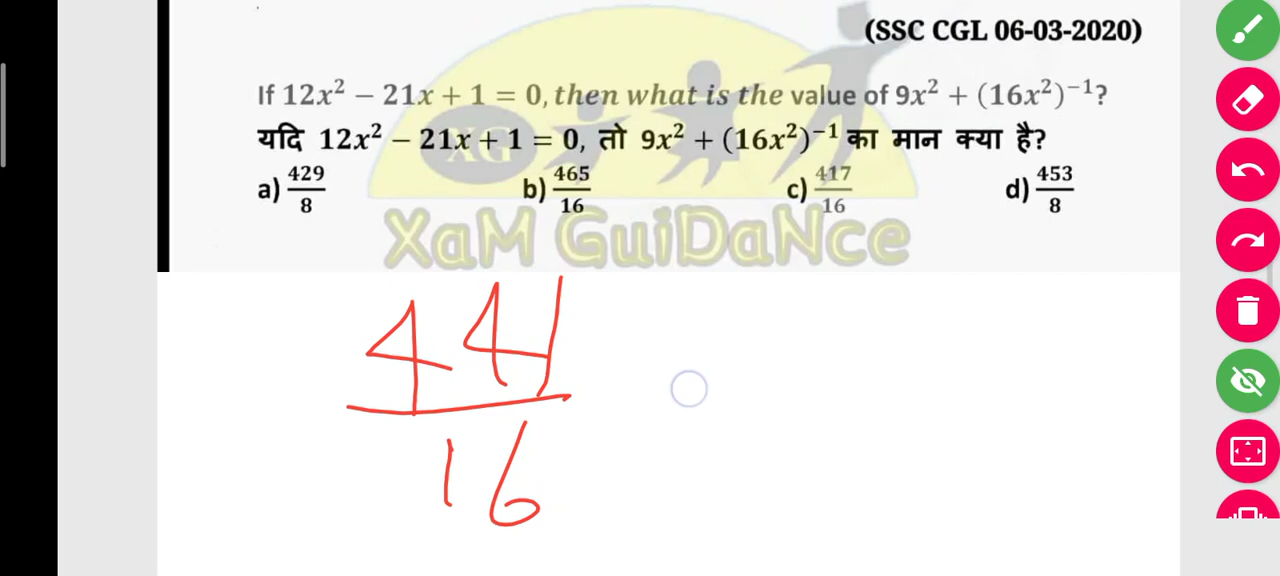 (SSC CGL 06-03-2020)
If 12x² − 21x + 1 = 0, then what is the value of 9x² + (16x²)⁻¹?
यदि 12x² − 21x + 1 = 0, तो 9x² + (16x²)⁻¹ का मान क्या है?
a) 429/8 b) 465/16 c) 417/16 d) 453/8
XG
XaM GuiDaNce
441
16